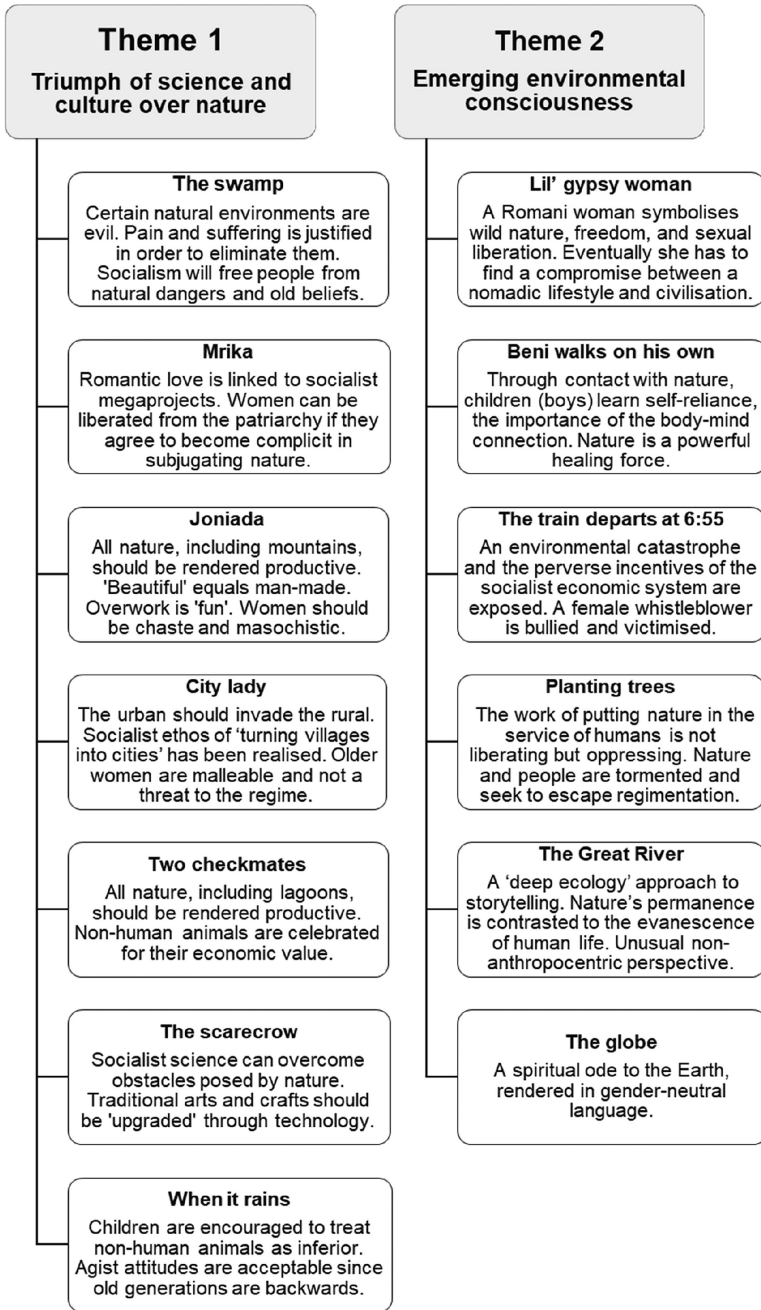 Theme 1
Triumph of science and
culture over nature
The swamp
Certain natural environments are
evil. Pain and suffering is justified
in order to eliminate them.
Socialism will free people from
natural dangers and old beliefs.
Mrika
Romantic love is linked to socialist
megaprojects. Women can be
liberated from the patriarchy if they
agree to become complicit in
subjugating nature.
Joniada
All nature, including mountains,
should be rendered productive.
'Beautiful' equals man-made.
Overwork is 'fun'. Women should
be chaste and masochistic.
City lady
The urban should invade the rural.
Socialist ethos of ‘turning villages
into cities’ has been realised. Older
women are malleable and not a
threat to the regime.
Two checkmates
All nature, including lagoons,
should be rendered productive.
Non-human animals are celebrated
for their economic value.
The scarecrow
Socialist science can overcome
obstacles posed by nature.
Traditional arts and crafts should
be 'upgraded' through technology.
When it rains
Children are encouraged to treat
non-human animals as inferior.
Agist attitudes are acceptable since
old generations are backwards.
Theme 2
Emerging environmental
consciousness
Lil’ gypsy woman
A Romani woman symbolises
wild nature, freedom, and sexual
liberation. Eventually she has to
find a compromise between a
nomadic lifestyle and civilisation.
Beni walks on his own
Through contact with nature,
children (boys) learn self-reliance,
the importance of the body-mind
connection. Nature is a powerful
healing force.
The train departs at 6:55
An environmental catastrophe
and the perverse incentives of the
socialist economic system are
exposed. A female whistleblower
is bullied and victimised.
Planting trees
The work of putting nature in the
service of humans is not
liberating but oppressing. Nature
and people are tormented and
seek to escape regimentation.
The Great River
A ‘deep ecology’ approach to
storytelling. Nature’s permanence
is contrasted to the evanescence
of human life. Unusual non-
anthropocentric perspective.
The globe
A spiritual ode to the Earth,
rendered in gender-neutral
language.